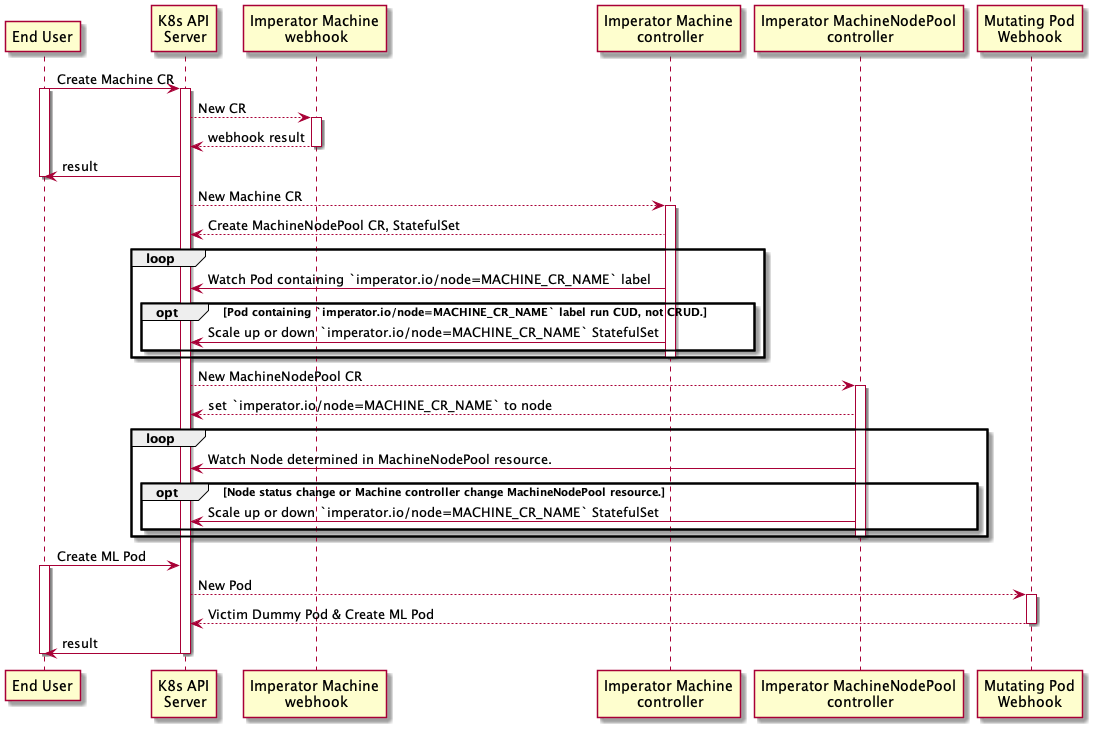 End User
K8s API
Server
Imperator Machine
webhook
Imperator Machine
controller
Imperator MachineNodePool
controller
Mutating Pod
Webhook
Create Machine CR
New CR
webhook result
result
New Machine CR
Create MachineNodePool CR, StatefulSet
loop
Watch Pod containing `imperator.io/node=MACHINE_CR_NAME` label
opt
[Pod containing `imperator.io/node=MACHINE_CR_NAME` label run CUD, not CRUD.]
Scale up or down `imperator.io/node=MACHINE_CR_NAME` StatefulSet
New MachineNodePool CR
set `imperator.io/node=MACHINE_CR_NAME` to node
loop
Watch Node determined in MachineNodePool resource.
opt
[Node status change or Machine controller change MachineNodePool resource.]
Scale up or down `imperator.io/node=MACHINE_CR_NAME` StatefulSet
Create ML Pod
New Pod
Victim Dummy Pod & Create ML Pod
result
End User
K8s API
Server
Imperator Machine
webhook
Imperator Machine
controller
Imperator MachineNodePool
controller
Mutating Pod
Webhook